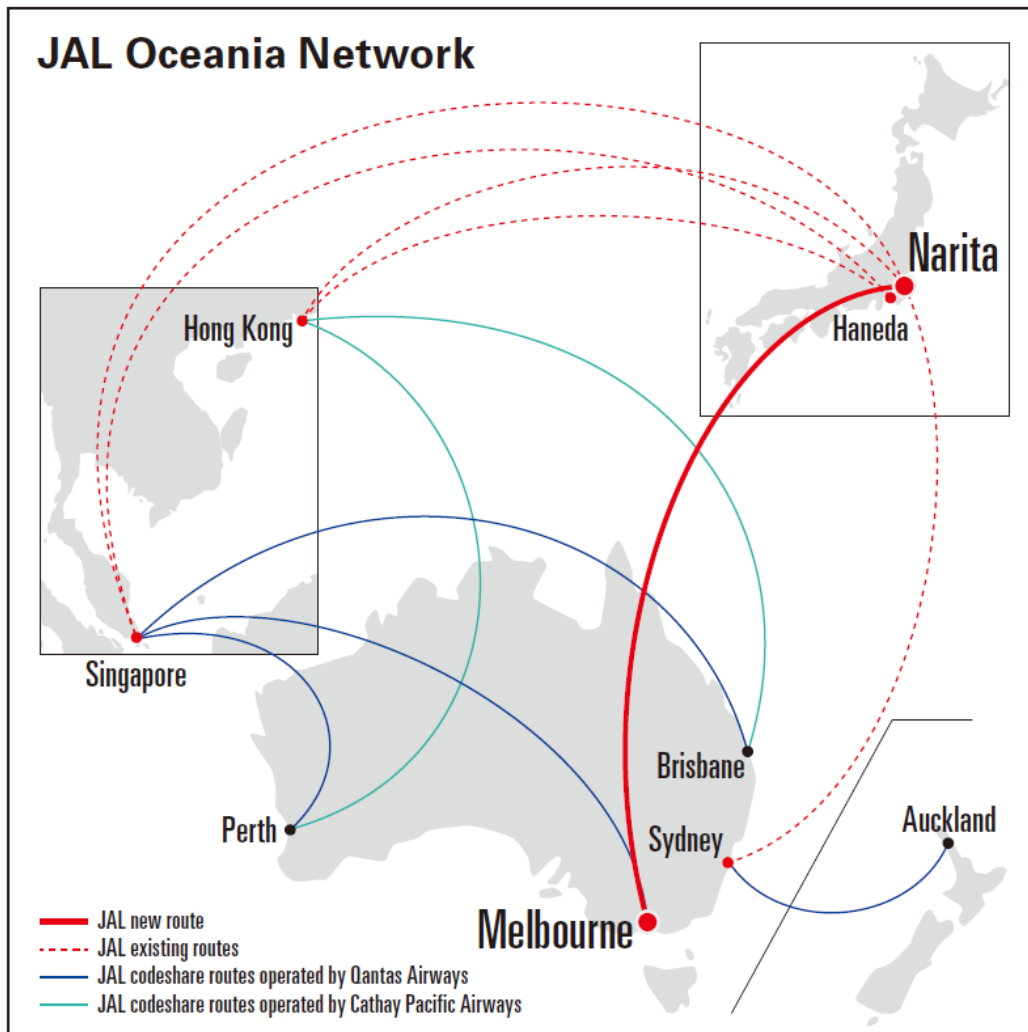 JAL Oceania Network
Narita
Haneda
Hong Kong
Singapore
Brisbane
Perth
Sydney
Auckland
Melbourne
JAL new route
JAL existing routes
JAL codeshare routes operated by Qantas Airways
JAL codeshare routes operated by Cathay Pacific Airways